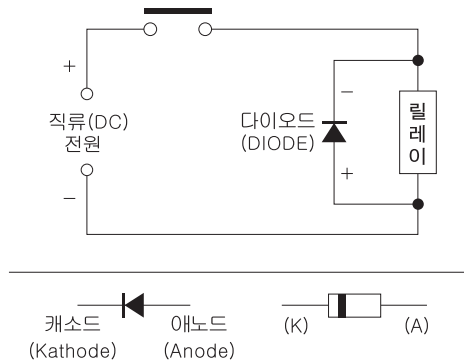 +
직류(DC)
전원
−
다이오드
(DIODE)
−
+
릴
레
이
캐소드
(Kathode)
애노드
(Anode)
(K)
(A)